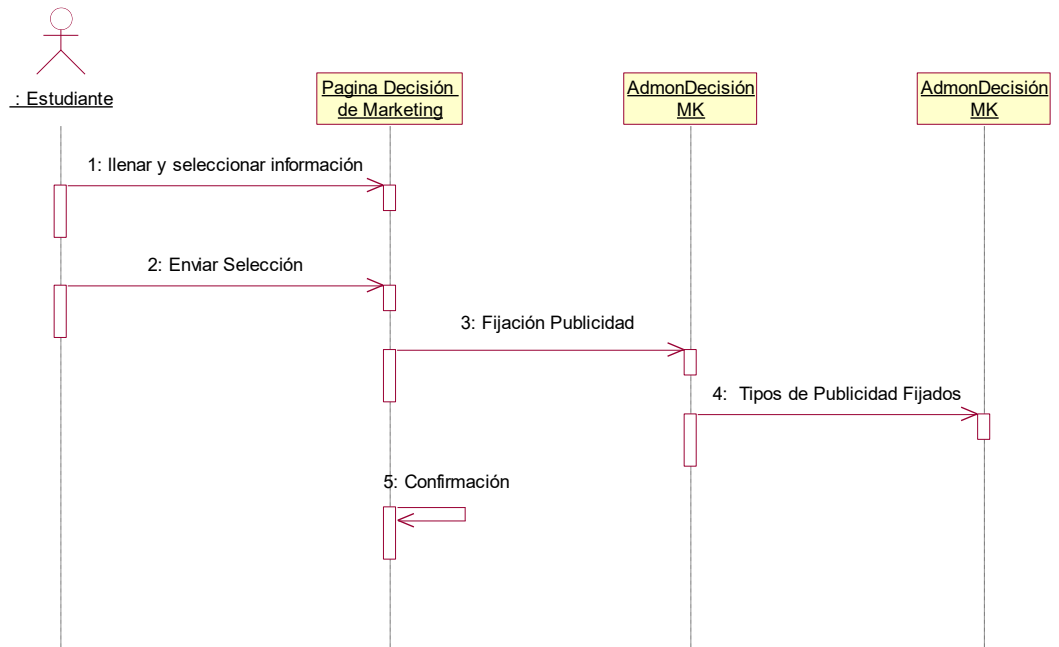 : Estudiante
Pagina Decisión
de Marketing
AdmonDecisión
MK
AdmonDecisión
MK
1: llenar y seleccionar información
2: Enviar Selección
3: Fijación Publicidad
4:  Tipos de Publicidad Fijados
5: Confirmación